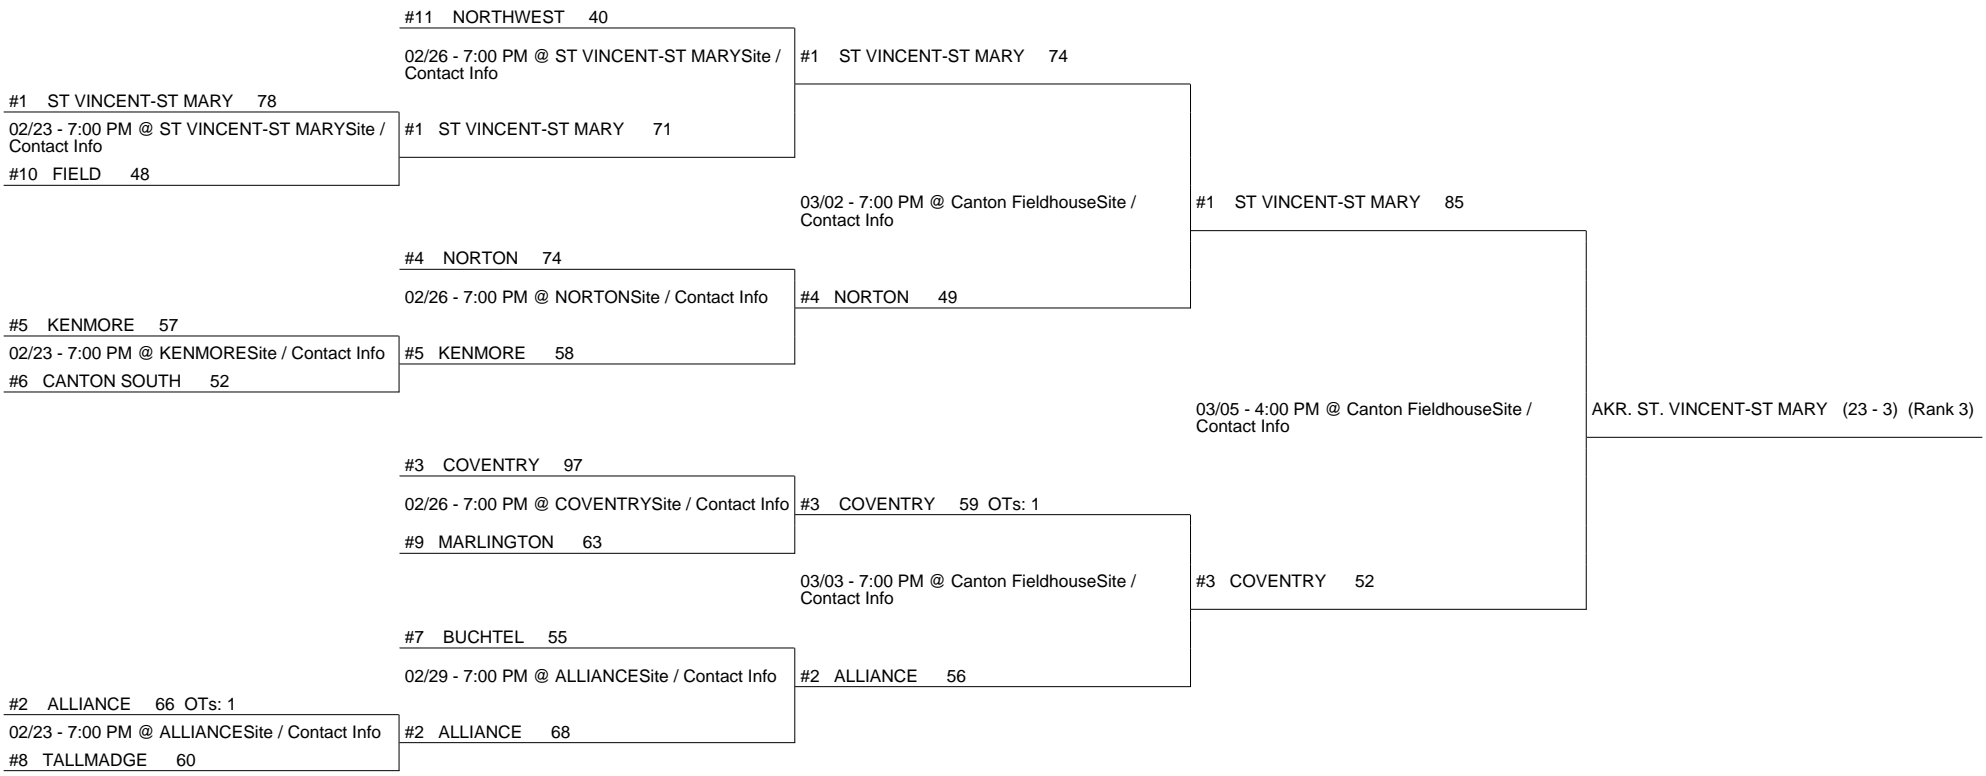 #11 NORTHWEST 40
02/26 - 7:00 PM @ ST VINCENT-ST MARYSite /
Contact Info
#1 ST VINCENT-ST MARY 74
#1 ST VINCENT-ST MARY 78
02/23 - 7:00 PM @ ST VINCENT-ST MARYSite /
Contact Info
#1 ST VINCENT-ST MARY 71
#10 FIELD 48
03/02 - 7:00 PM @ Canton FieldhouseSite /
Contact Info
#1 ST VINCENT-ST MARY 85
#4 NORTON 74
02/26 - 7:00 PM @ NORTONSite / Contact Info
#4 NORTON 49
#5 KENMORE 57
02/23 - 7:00 PM @ KENMORESite / Contact Info
#5 KENMORE 58
#6 CANTON SOUTH 52
03/05 - 4:00 PM @ Canton FieldhouseSite /
Contact Info
AKR. ST. VINCENT-ST MARY (23 - 3) (Rank 3)
#3 COVENTRY 97
02/26 - 7:00 PM @ COVENTRYSite / Contact Info
#3 COVENTRY 59 OTs: 1
#9 MARLINGTON 63
03/03 - 7:00 PM @ Canton FieldhouseSite /
Contact Info
#3 COVENTRY 52
#7 BUCHTEL 55
02/29 - 7:00 PM @ ALLIANCESite / Contact Info
#2 ALLIANCE 56
#2 ALLIANCE 66 OTs: 1
02/23 - 7:00 PM @ ALLIANCESite / Contact Info
#2 ALLIANCE 68
#8 TALLMADGE 60